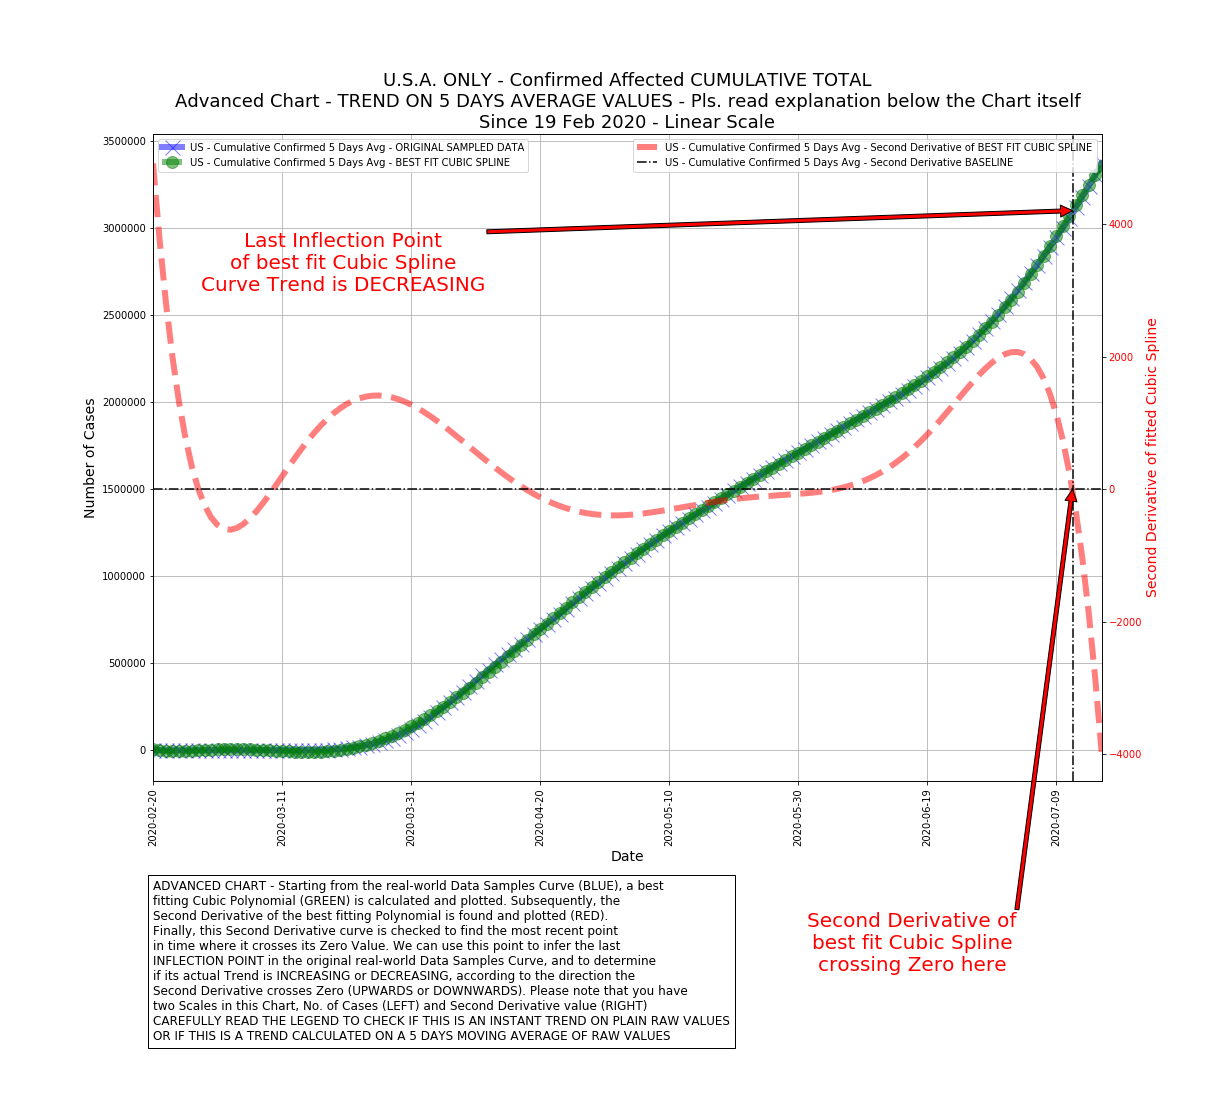 U.S.A. ONLY - Confirmed Affected CUMULATIVE TOTAL
Advanced Chart - TREND ON 5 DAYS AVERAGE VALUES - Pls. read explanation below the Chart itself
Since 19 Feb 2020 - Linear Scale
US - Cumulative Confirmed 5 Days Avg - ORIGINAL SAMPLED DATA
US - Cumulative Confirmed 5 Days Avg - BEST FIT CUBIC SPLINE
US - Cumulative Confirmed 5 Days Avg - Second Derivative of BEST FIT CUBIC SPLINE
US - Cumulative Confirmed 5 Days Avg - Second Derivative BASELINE
Last Inflection Point
of best fit Cubic Spline
Curve Trend is DECREASING
Number of Cases
3500000
3000000
2500000
2000000
1500000
1000000
500000
0
4000
2000
0
−2000
−4000
Second Derivative of fitted Cubic Spline
2020-02-20
2020-03-11
2020-03-31
2020-04-20
2020-05-10
2020-05-30
2020-06-19
2020-07-09
Date
Second Derivative of
best fit Cubic Spline
crossing Zero here
ADVANCED CHART - Starting from the real-world Data Samples Curve (BLUE), a best
fitting Cubic Polynomial (GREEN) is calculated and plotted. Subsequently, the
Second Derivative of the best fitting Polynomial is found and plotted (RED).
Finally, this Second Derivative curve is checked to find the most recent point
in time where it crosses its Zero Value. We can use this point to infer the last
INFLECTION POINT in the original real-world Data Samples Curve, and to determine
if its actual Trend is INCREASING or DECREASING, according to the direction the
Second Derivative crosses Zero (UPWARDS or DOWNWARDS). Please note that you have
two Scales in this Chart, No. of Cases (LEFT) and Second Derivative value (RIGHT)
CAREFULLY READ THE LEGEND TO CHECK IF THIS IS AN INSTANT TREND ON PLAIN RAW VALUES
OR IF THIS IS A TREND CALCULATED ON A 5 DAYS MOVING AVERAGE OF RAW VALUES